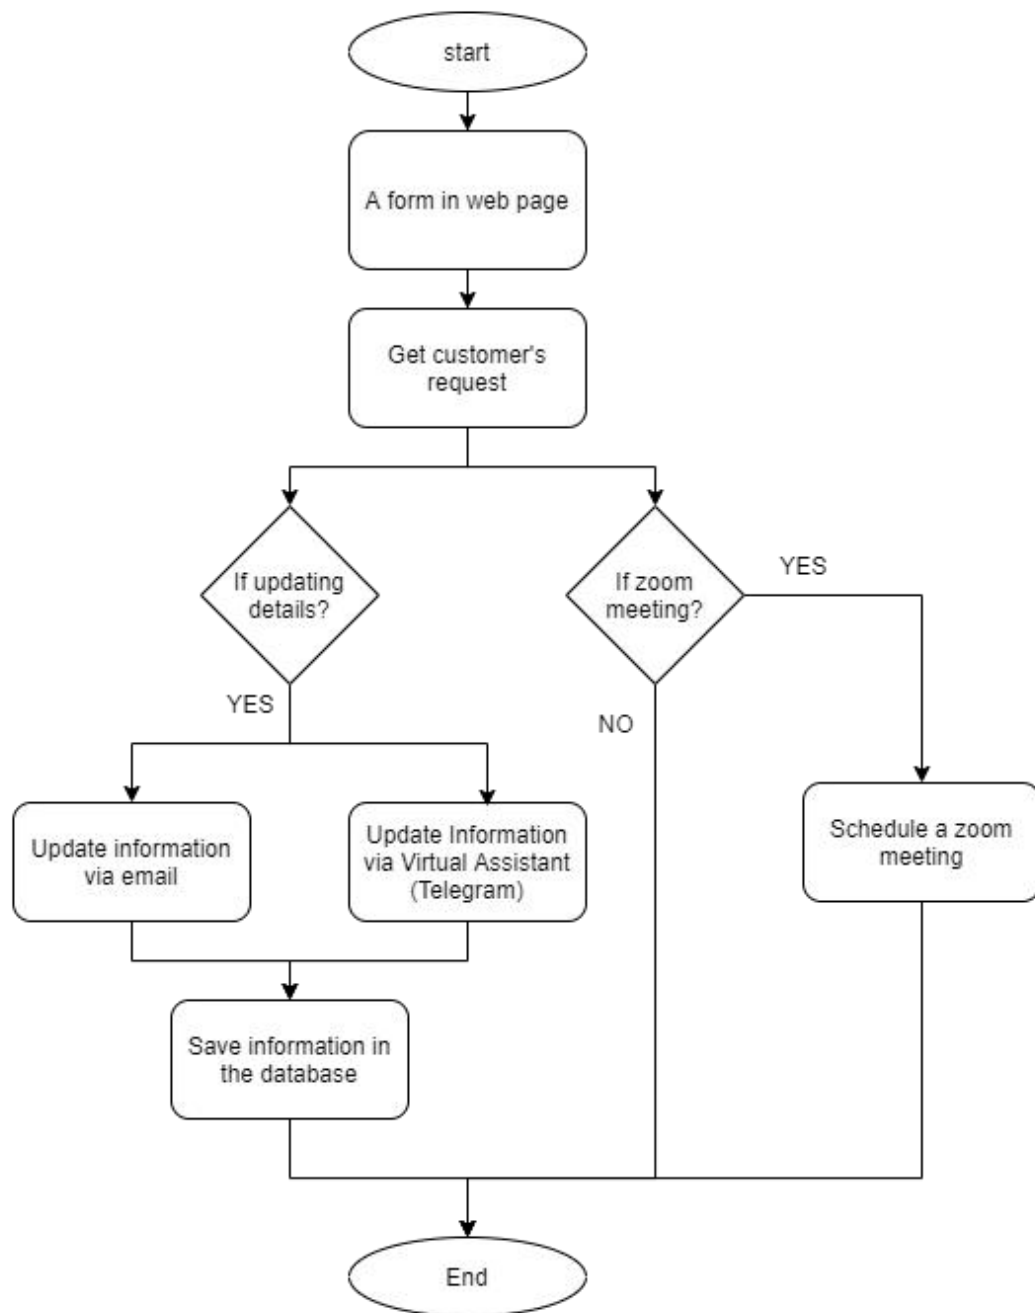 start
A form in web page
Get customer's
request
If updating
details?
If zoom
meeting?
YES
YES
NO
Update information
via email
Update Information
via Virtual Assistant
(Telegram)
Schedule a zoom
meeting
Save information in
the database
End